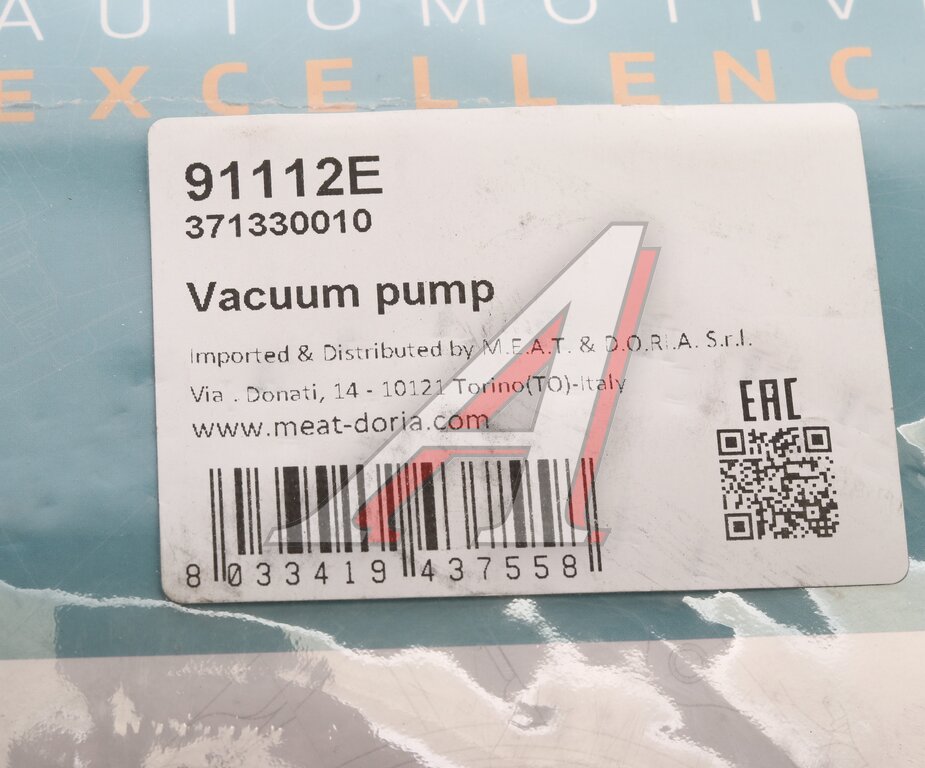 AUTOMOTIV
EXCELLENC
91112E
371330010
Vacuum pump
Imported & Distributed by M.E.A.T. & D.O.R.I.A. S.r.l.
Via . Donati, 14 - 10121 Torino(TO)-Italy
www.meat-doria.com
EAC
8 033419 437558